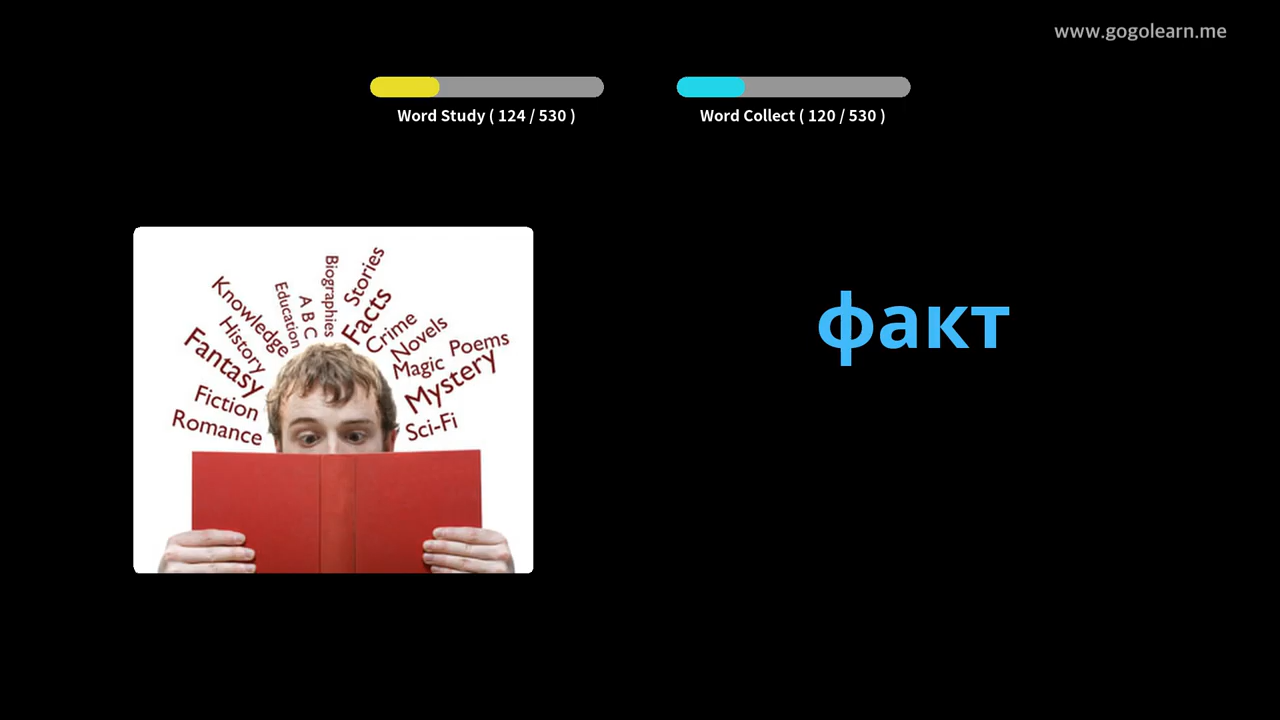 www.gogolearn.me
Word Study ( 124 / 530 )
Word Collect ( 120 / 530 )
факт
Stories
Biographies
Facts
Education
A B C
Knowledge
Crime
History
Novels
Fantasy
Poems
Magic
Mystery
Fiction
Sci-Fi
Romance